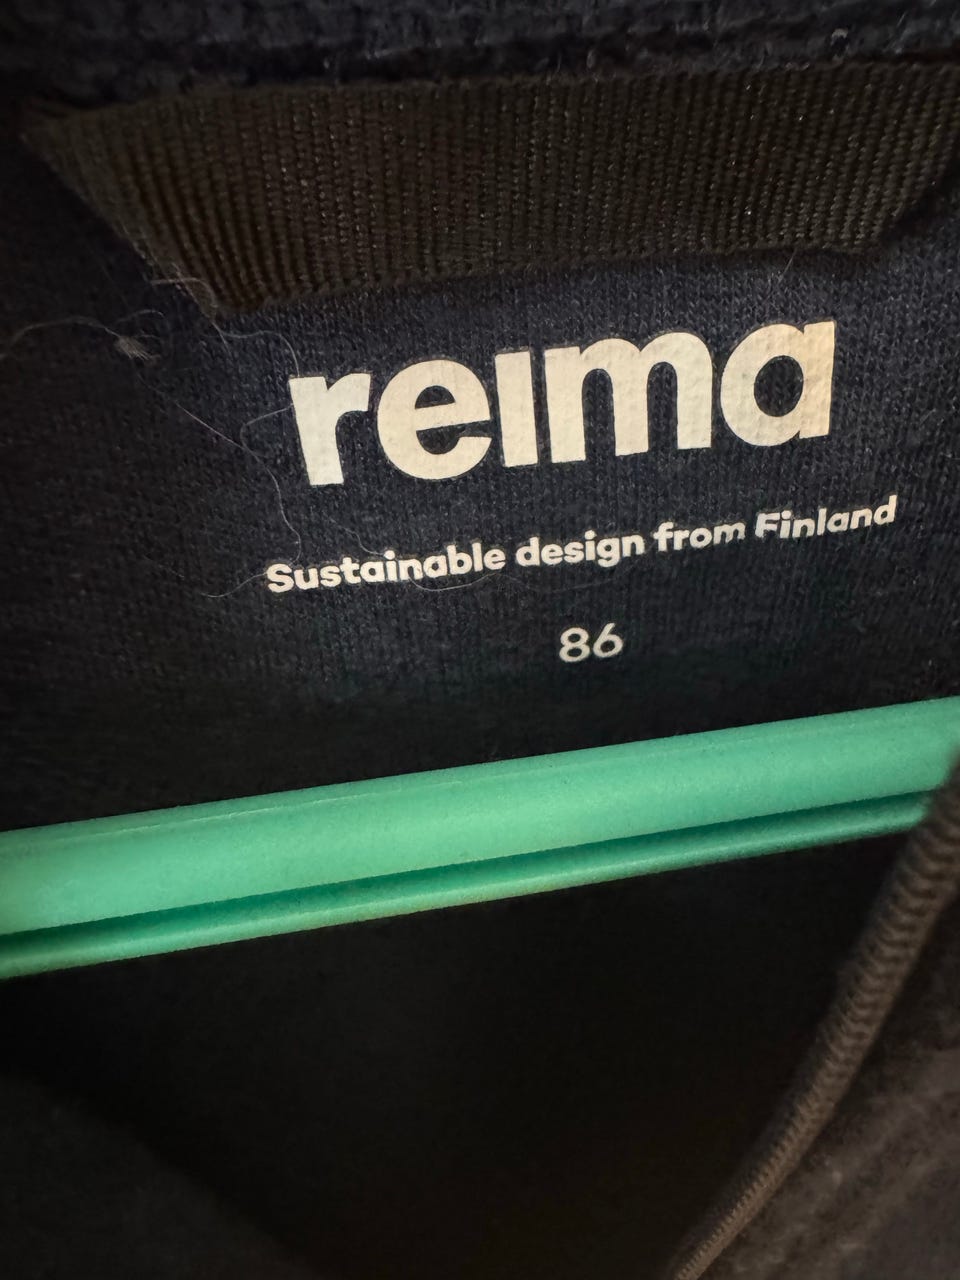 reima
Sustainable design from Finland
86